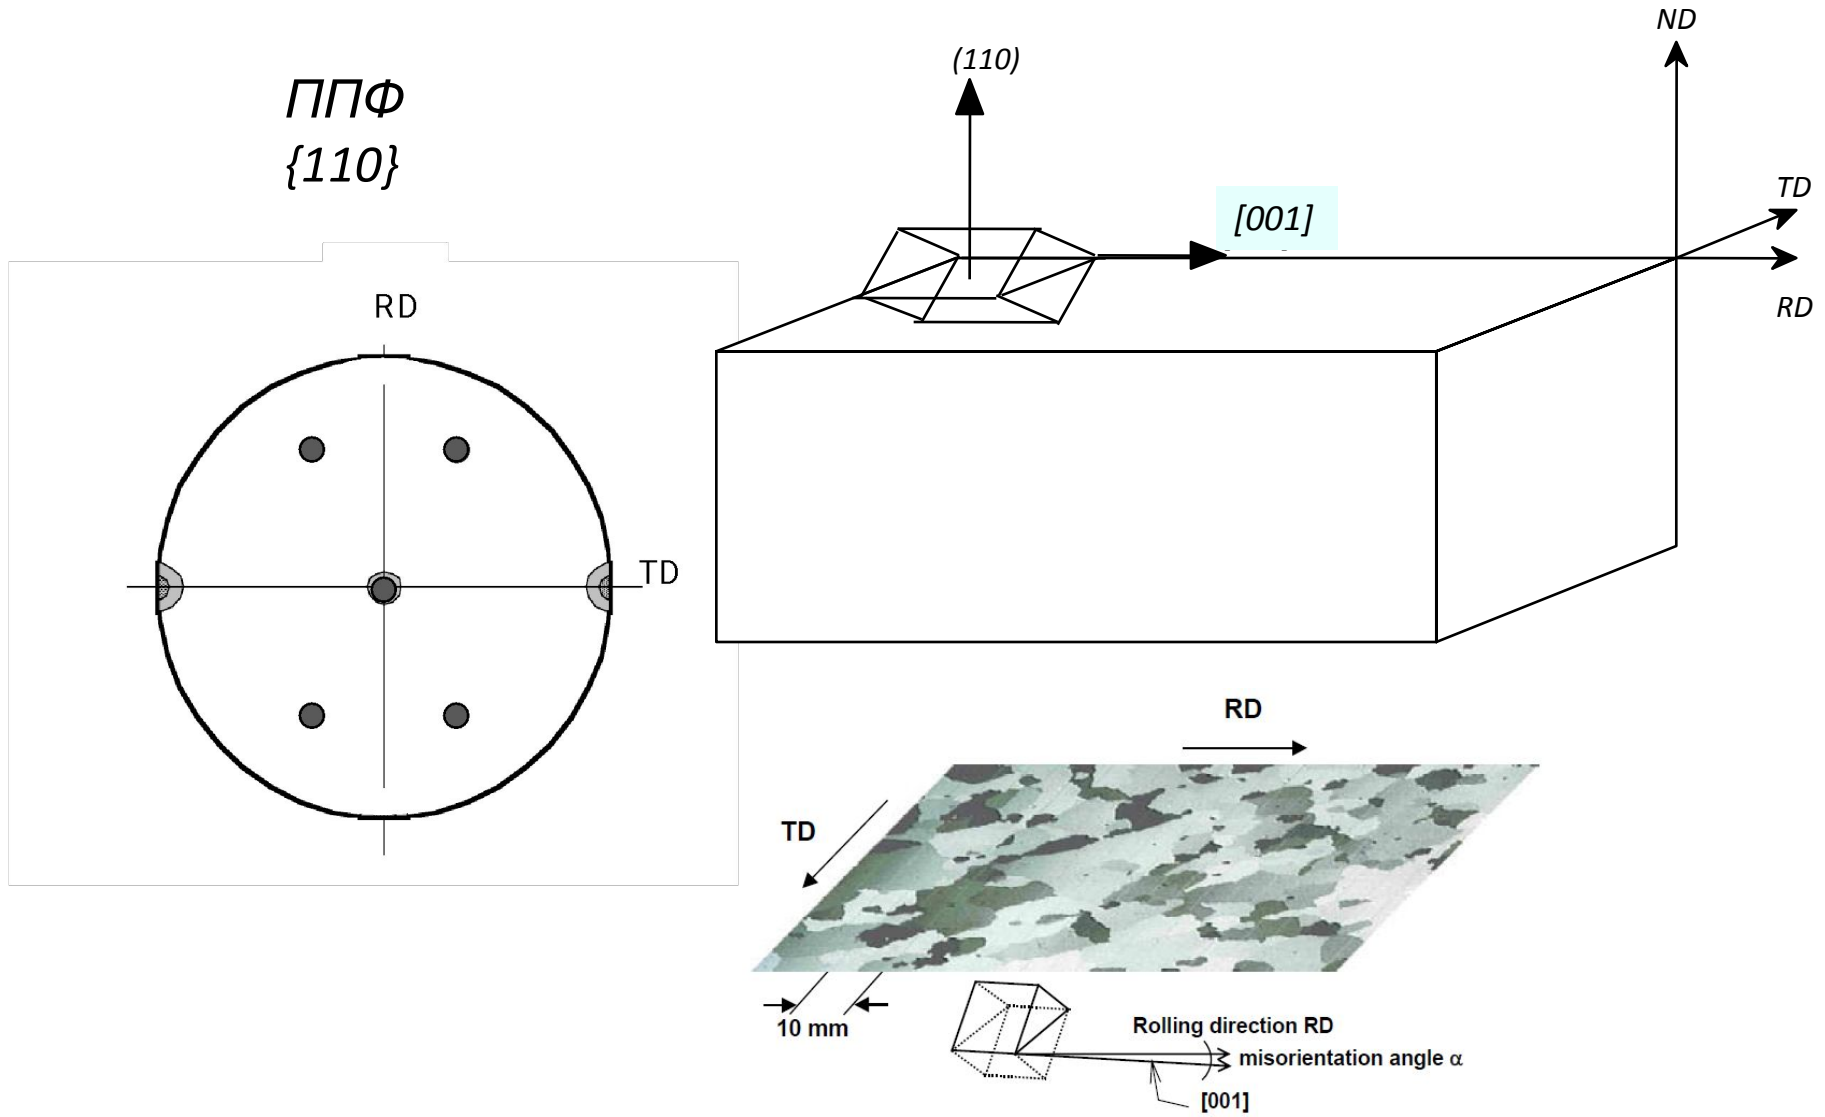 ППФ
{110}
RD
TD
(110)
[001]
ND
TD
RD
RD
TD
10 mm
Rolling direction RD
misorientation angle α
[001]